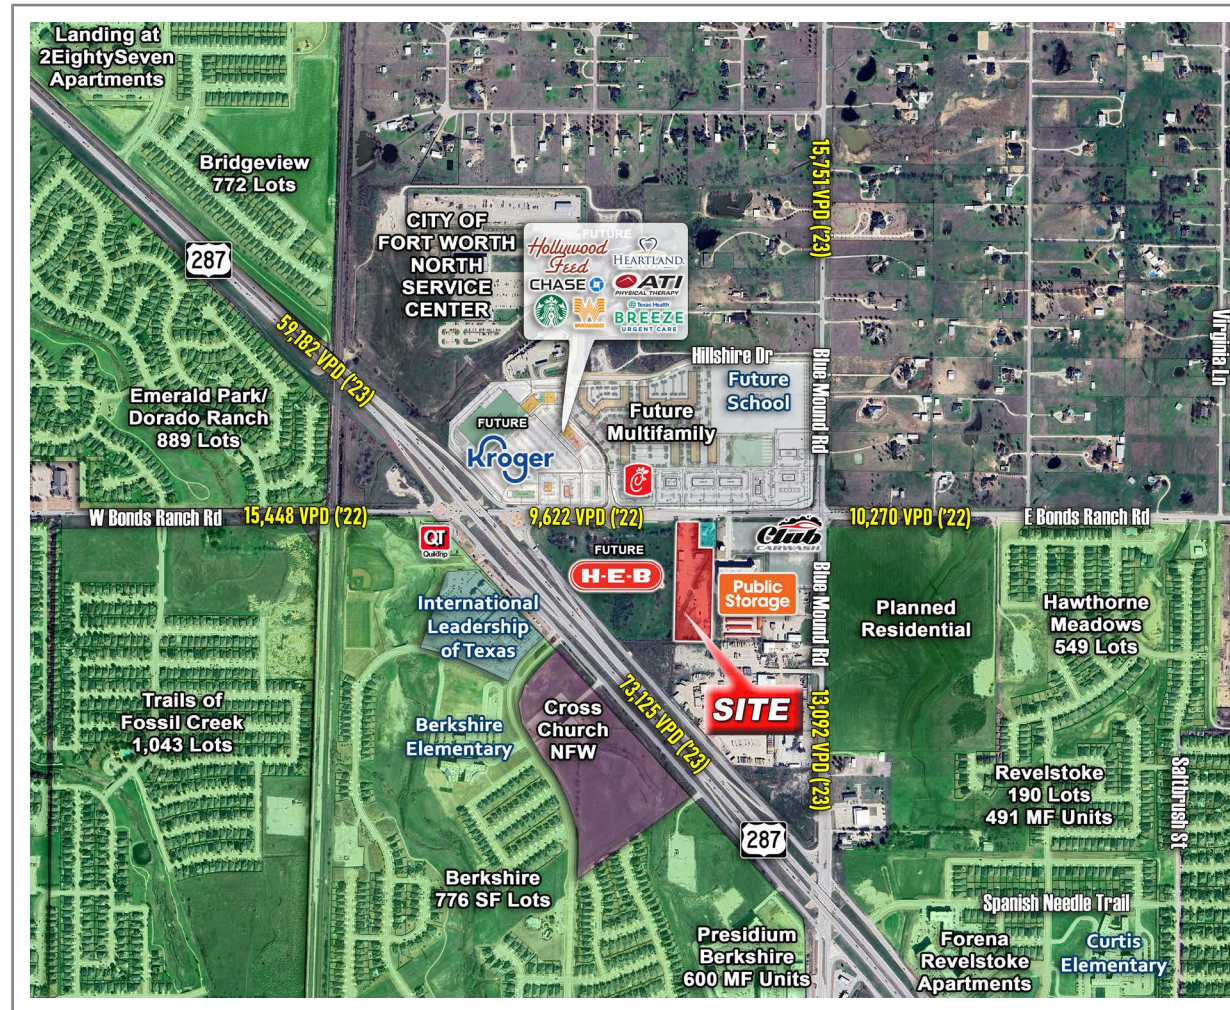 Landing at
2EightySeven
Apartments
Bridgeview
772 Lots
287
CITY OF
FORT WORTH
NORTH
SERVICE
CENTER
FUTURE
Hollywood
Feed
HEARTLAND
CHASE
ATI
PHYSICAL THERAPY
WHATABURGER
Texas Health
BREEZE
URGENT CARE
15,751 VPD ('23)
Virginia Ln
59,182 VPD ('23)
Hillshire Dr
Blue Mound Rd
Future
School
Emerald Park/
Dorado Ranch
889 Lots
FUTURE
Kroger
Future
Multifamily
W Bonds Ranch Rd
15,448 VPD ('22)
9,622 VPD ('22)
10,270 VPD ('22)
E Bonds Ranch Rd
QT
QuikTrip
FUTURE
H-E-B
Club
CARWASH
Public
Storage
Blue Mound Rd
International
Leadership
of Texas
Planned
Residential
Hawthorne
Meadows
549 Lots
Trails of
Fossil Creek
1,043 Lots
Berkshire
Elementary
Cross
Church
NFW
73,125 VPD ('23)
SITE
13,092 VPD ('23)
Revelstoke
190 Lots
491 MF Units
Saltbrush St
287
Berkshire
776 SF Lots
Spanish Needle Trail
Presidium
Berkshire
600 MF Units
Forena
Revelstoke
Apartments
Curtis
Elementary